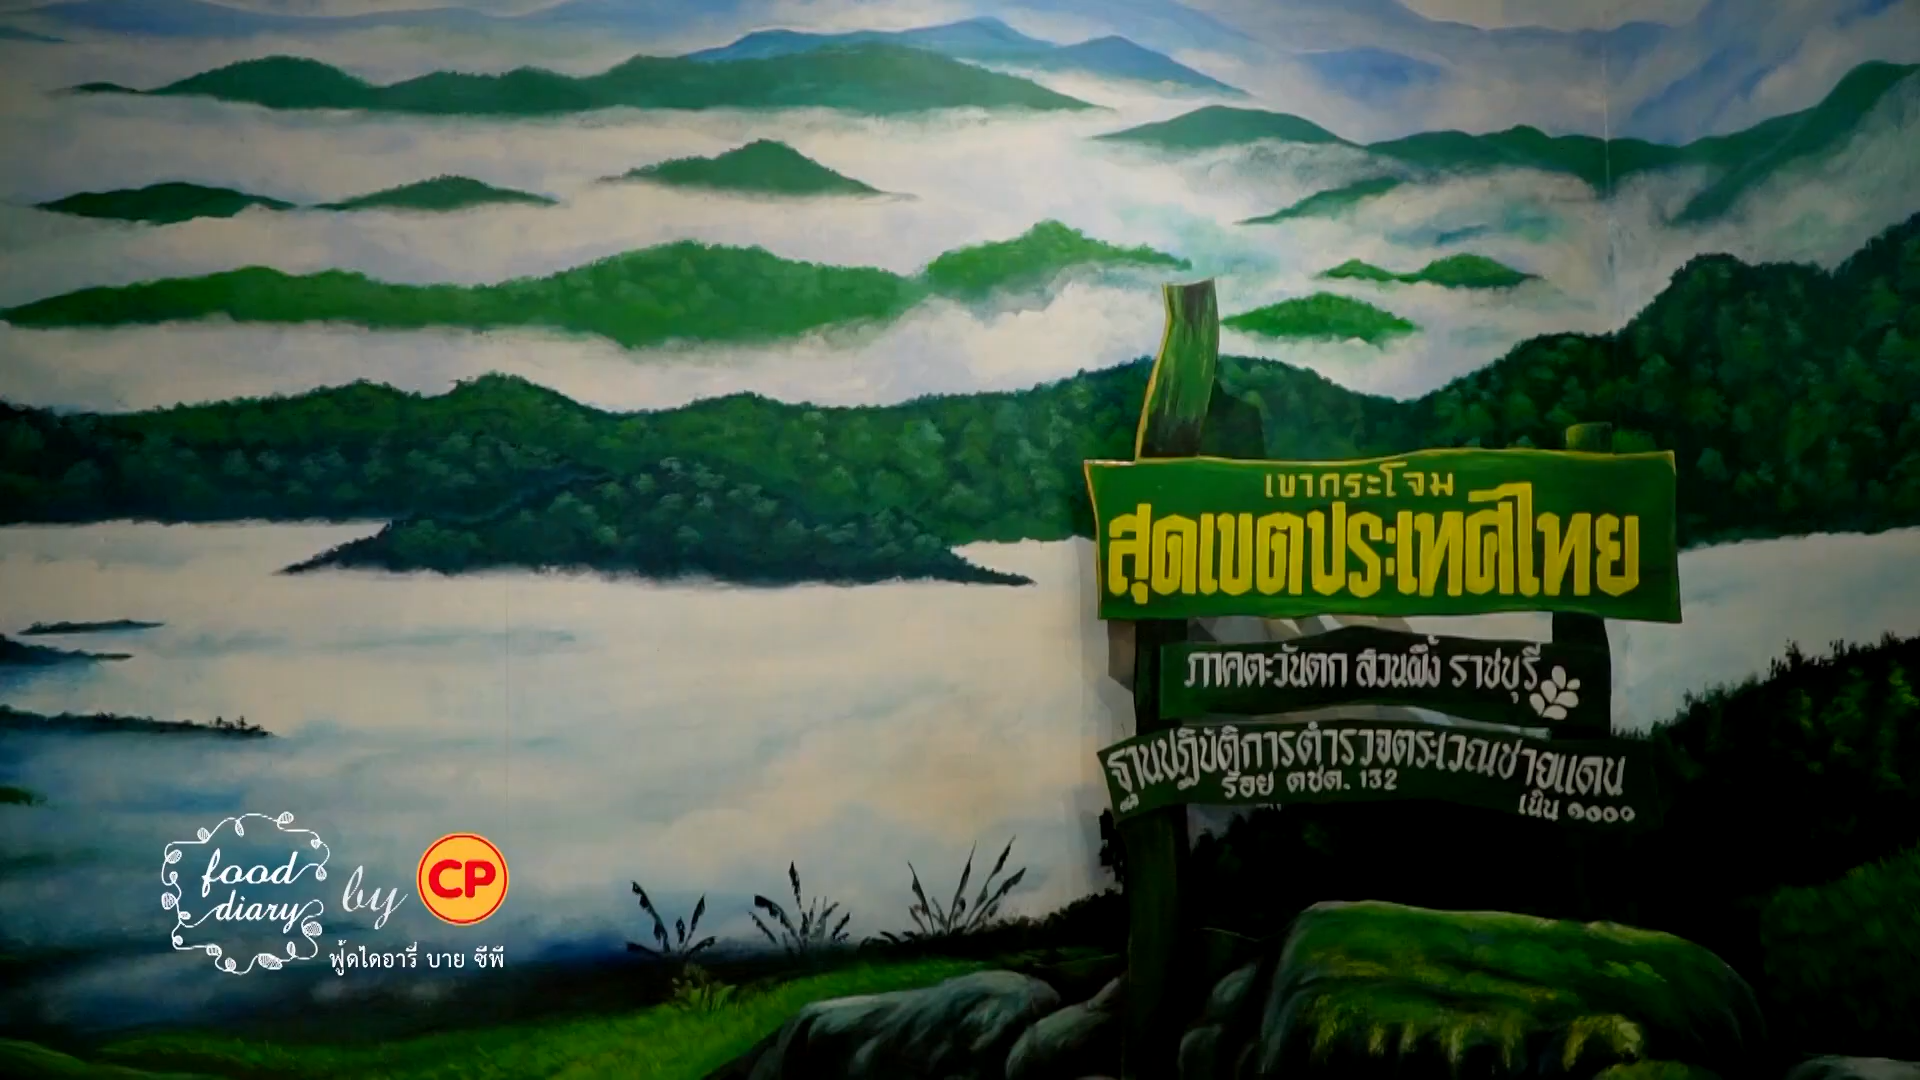 เขากระโจม
สุดเขตประเทศไทย
ภาคตะวันตก สวนผึ้ง ราชบุรี
ฐานปฏิบัติการตำรวจตระเวณชายแดน
ร้อย ตชด. 132
เนิน ๑๐๐๐
food diary by CP
ฟู้ดไดอารี่ บาย ซีพี